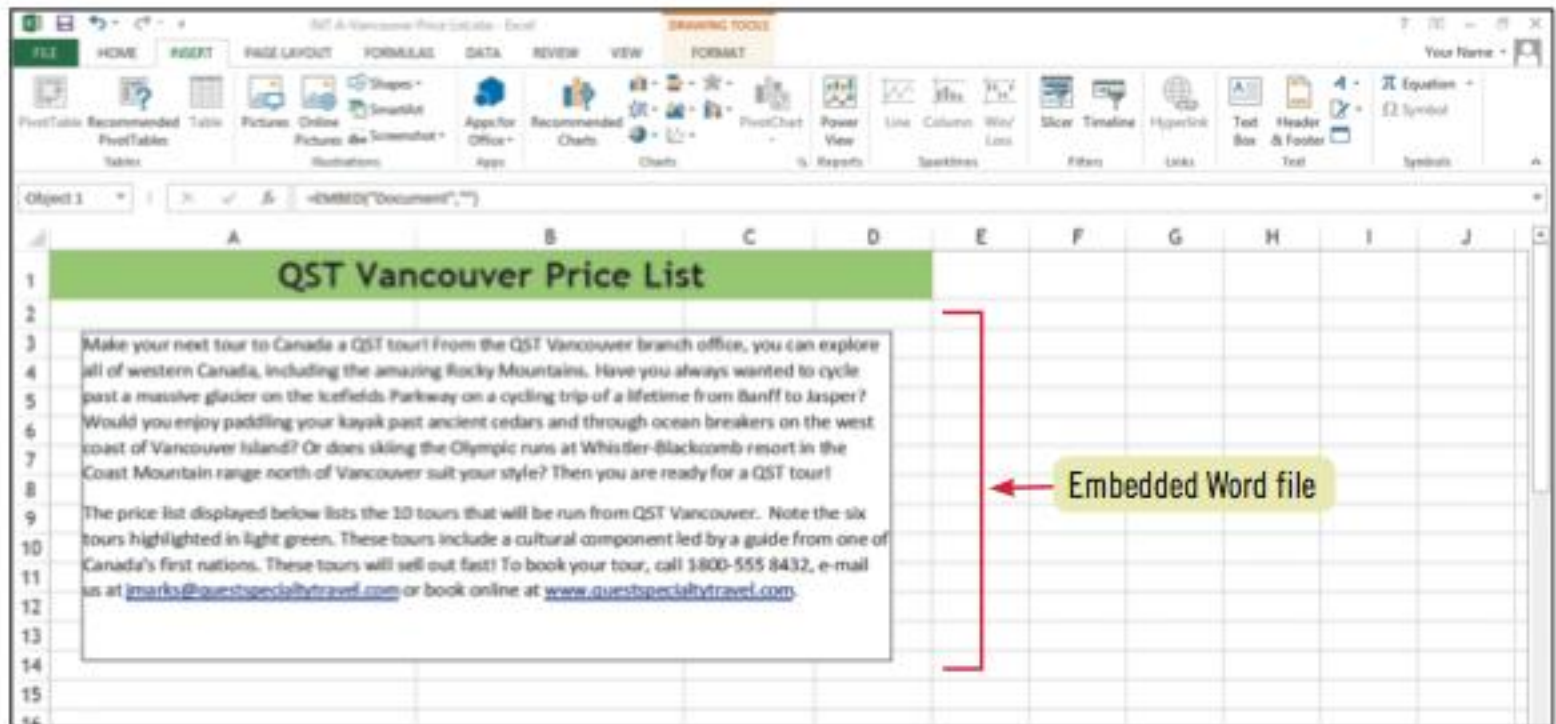 INT A-Vancouver Price List.xlsx - Excel
DRAWING TOOLS
FILE HOME INSERT PAGE LAYOUT FORMULAS DATA REVIEW VIEW FORMAT Your Name
PivotTable Recommended PivotTables Table Pictures Online Pictures Shapes SmartArt Screenshot Apps for Office Recommended Charts PivotChart Power View Line Column Win/Loss Slicer Timeline Hyperlink Text Box Header & Footer Equation Symbol
Tables Illustrations Apps Charts Reports Sparklines Filters Links Text Symbols
Object 1 fx =EMBED("Document","")
A B C D E F G H I J
1 QST Vancouver Price List
2
3 Make your next tour to Canada a QST tour! From the QST Vancouver branch office, you can explore
4 all of western Canada, including the amazing Rocky Mountains. Have you always wanted to cycle
5 past a massive glacier on the Icefields Parkway on a cycling trip of a lifetime from Banff to Jasper?
6 Would you enjoy paddling your kayak past ancient cedars and through ocean breakers on the west
7 coast of Vancouver Island? Or does skiing the Olympic runs at Whistler-Blackcomb resort in the
8 Coast Mountain range north of Vancouver suit your style? Then you are ready for a QST tour!
Embedded Word file
9 The price list displayed below lists the 10 tours that will be run from QST Vancouver. Note the six
10 tours highlighted in light green. These tours include a cultural component led by a guide from one of
11 Canada's first nations. These tours will sell out fast! To book your tour, call 1800-555 8432, e-mail
12 us at jmarks@questspecialtytravel.com or book online at www.questspecialtytravel.com.
13
14
15
16